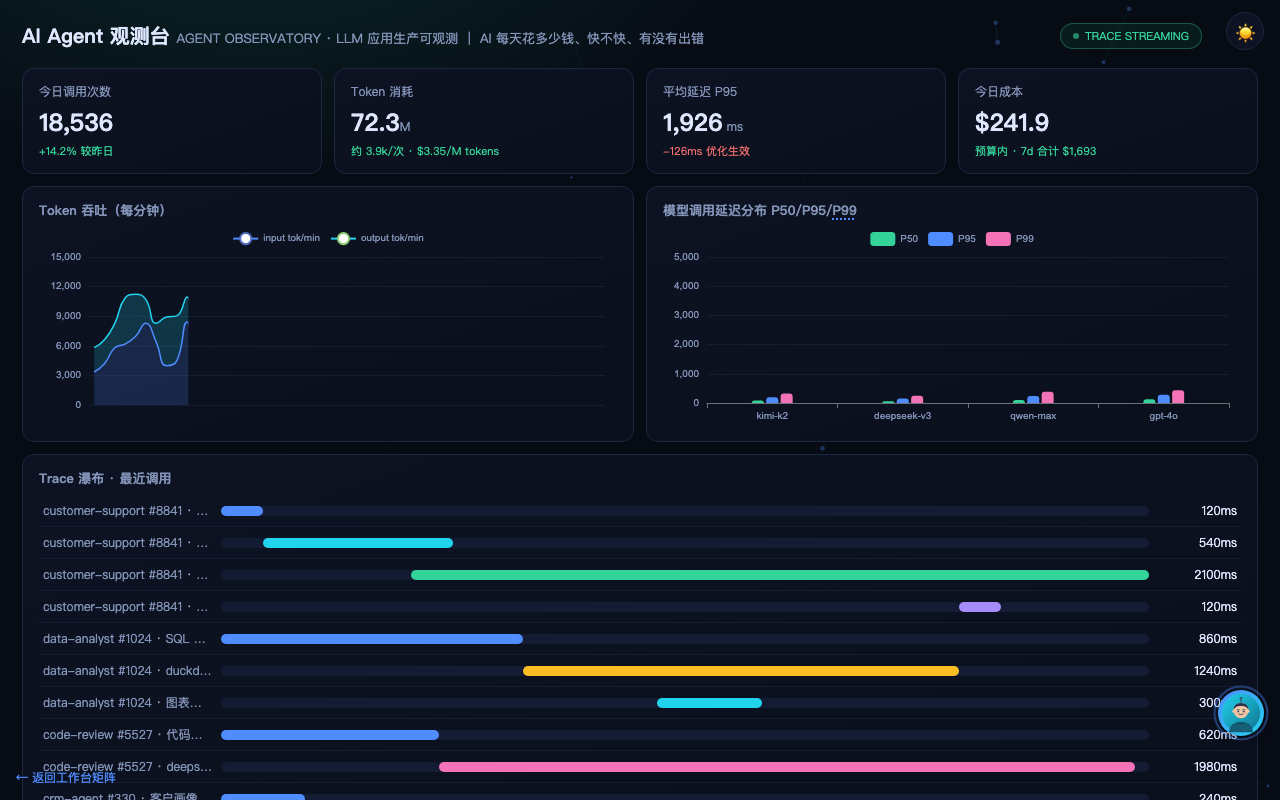 AI Agent 观测台 AGENT OBSERVATORY · LLM 应用生产可观测 ｜ AI 每天花多少钱、快不快、有没有出错
TRACE STREAMING
今日调用次数
18,536
+14.2% 较昨日
Token 消耗
72.3M
约 3.9k/次 · $3.35/M tokens
平均延迟 P95
1,926 ms
−126ms 优化生效
今日成本
$241.9
预算内 · 7d 合计 $1,693
Token 吞吐（每分钟）
input tok/min output tok/min
15,000
12,000
9,000
6,000
3,000
0
模型调用延迟分布 P50/P95/P99
P50 P95 P99
5,000
4,000
3,000
2,000
1,000
0
kimi-k2 deepseek-v3 qwen-max gpt-4o
Trace 瀑布 · 最近调用
customer-support #8841 · … 120ms
customer-support #8841 · … 540ms
customer-support #8841 · … 2100ms
customer-support #8841 · … 120ms
data-analyst #1024 · SQL … 860ms
data-analyst #1024 · duckd… 1240ms
data-analyst #1024 · 图表… 300
code-review #5527 · 代码… 620ms
code-review #5527 · deeps… 1980ms
← 返回工作台矩阵
crm-agent #330 · 客户画像 240ms